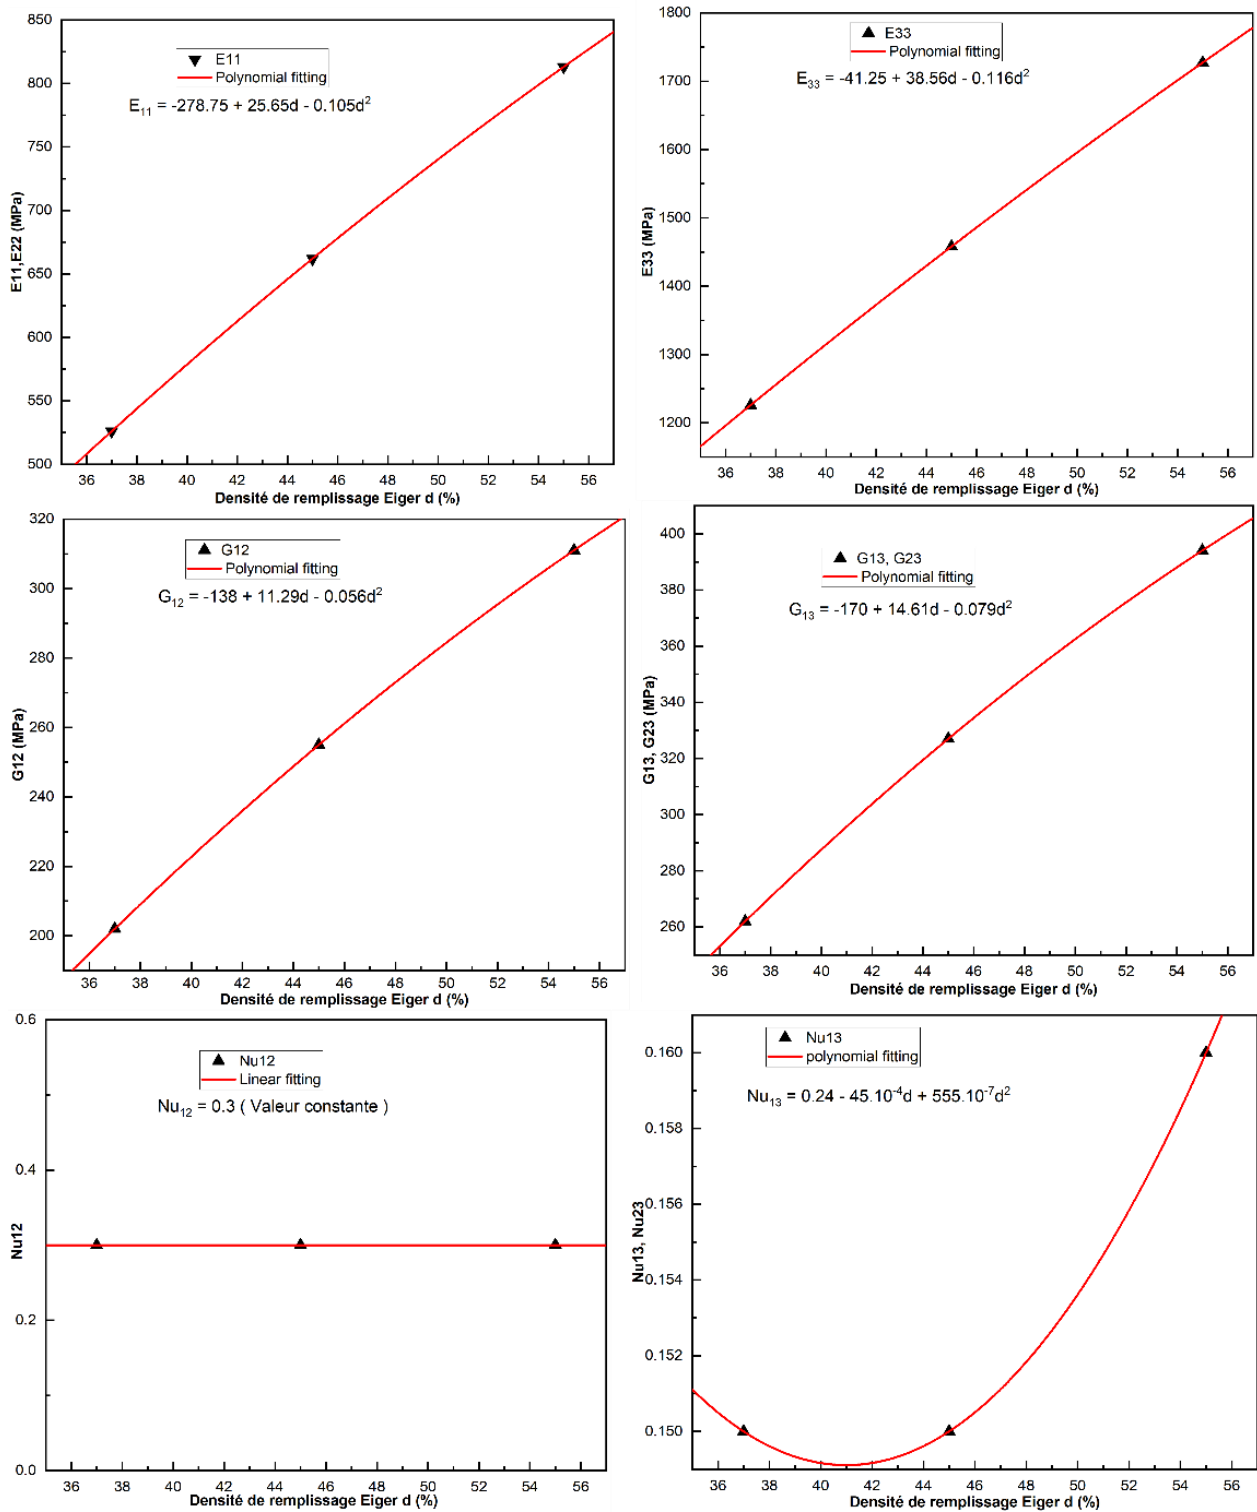 850
800
750
700
650
600
550
500
E11,E22 (MPa)
E11
Polynomial fitting
E11 = -278.75 + 25.65d - 0.105d²
36 38 40 42 44 46 48 50 52 54 56
Densité de remplissage Eiger d (%)
1800
1700
1600
1500
1400
1300
1200
E33 (MPa)
E33
Polynomial fitting
E33 = -41.25 + 38.56d - 0.116d²
36 38 40 42 44 46 48 50 52 54 56
Densité de remplissage Eiger d (%)
320
300
280
260
240
220
200
G12 (MPa)
G12
Polynomial fitting
G12 = -138 + 11.29d - 0.056d²
36 38 40 42 44 46 48 50 52 54 56
Densité de remplissage Eiger d (%)
400
380
360
340
320
300
280
260
G13, G23 (MPa)
G13, G23
Polynomial fitting
G13 = -170 + 14.61d - 0.079d²
36 38 40 42 44 46 48 50 52 54 56
Densité de remplissage Eiger d (%)
0.6
0.4
0.2
0.0
Nu12
Nu12
Linear fitting
Nu12 = 0.3 ( Valeur constante )
36 38 40 42 44 46 48 50 52 54 56
Densité de remplissage Eiger d (%)
0.160
0.158
0.156
0.154
0.152
0.150
Nu13, Nu23
Nu13
polynomial fitting
Nu13 = 0.24 - 45.10⁻⁴d + 555.10⁻⁷d²
36 38 40 42 44 46 48 50 52 54 56
Densité de remplissage Eiger d (%)